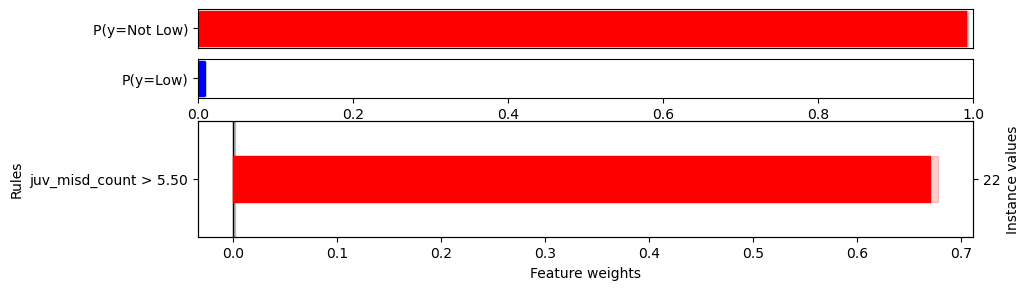 P(y=Not Low)
P(y=Low)
0.0 0.2 0.4 0.6 0.8 1.0
Rules
juv_misd_count > 5.50
22
Instance values
0.0 0.1 0.2 0.3 0.4 0.5 0.6 0.7
Feature weights